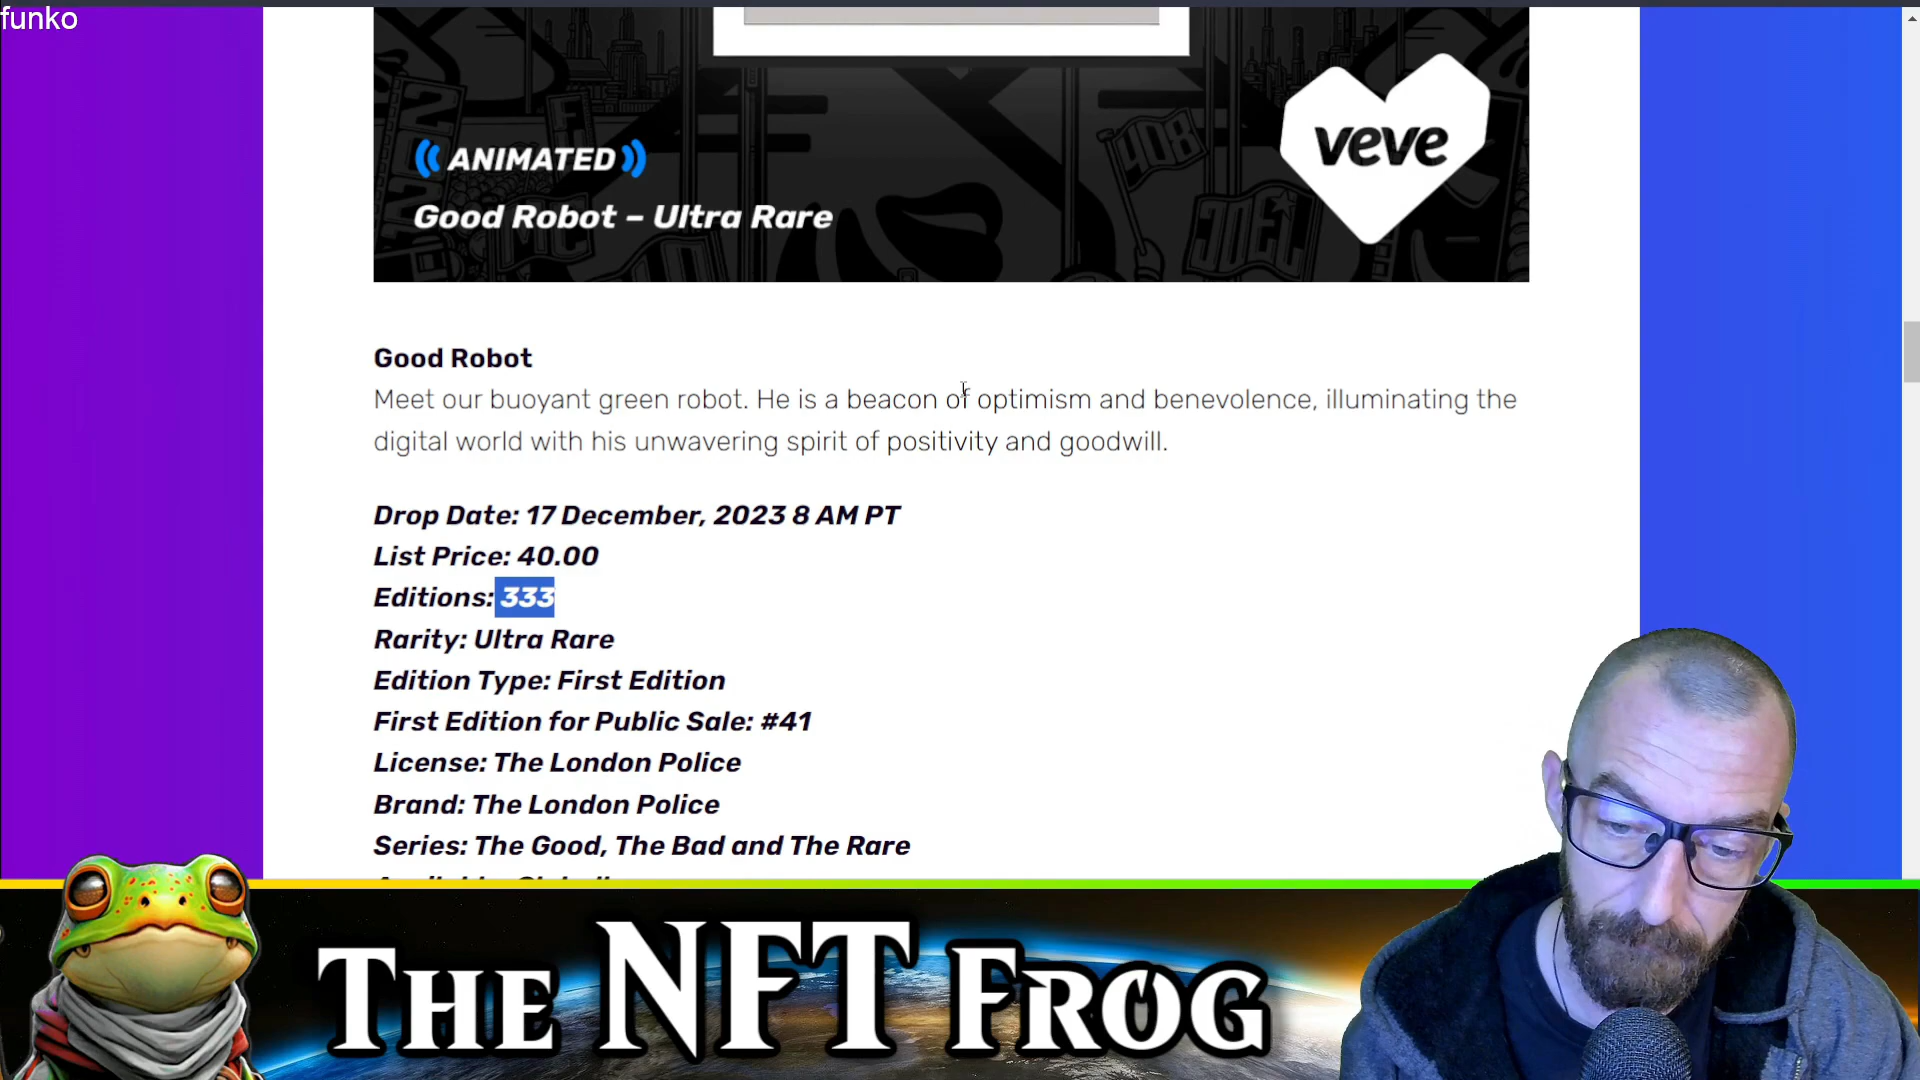 funko
veve
((ANIMATED))
Good Robot – Ultra Rare
408
JOEL
Good Robot
Meet our buoyant green robot. He is a beacon of optimism and benevolence, illuminating the
digital world with his unwavering spirit of positivity and goodwill.
Drop Date: 17 December, 2023 8 AM PT
List Price: 40.00
Editions: 333
Rarity: Ultra Rare
Edition Type: First Edition
First Edition for Public Sale: #41
License: The London Police
Brand: The London Police
Series: The Good, The Bad and The Rare
THE NFT FROG